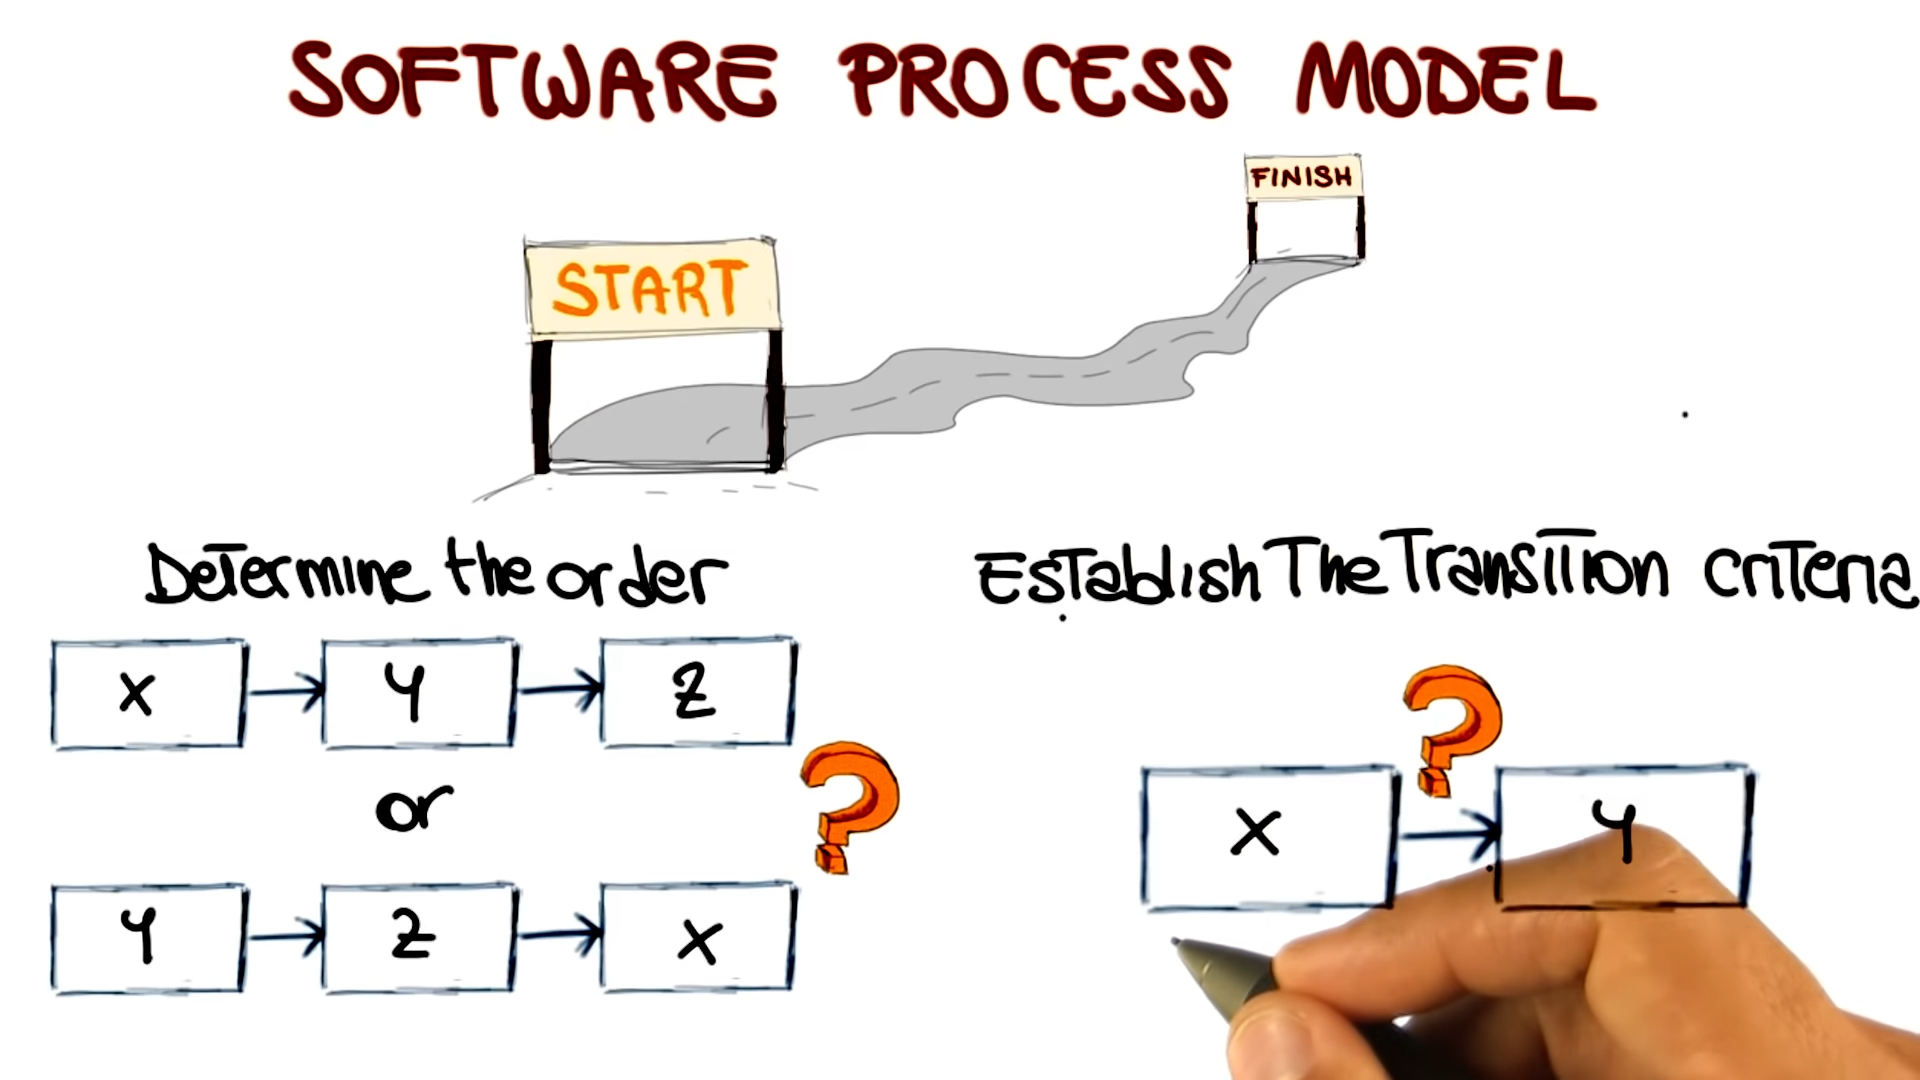 SOFTWARE PROCESS MODEL
FINISH
START
Determine the order
Establish The Transition criteria
X Y Z
or
Y Z X
X Y